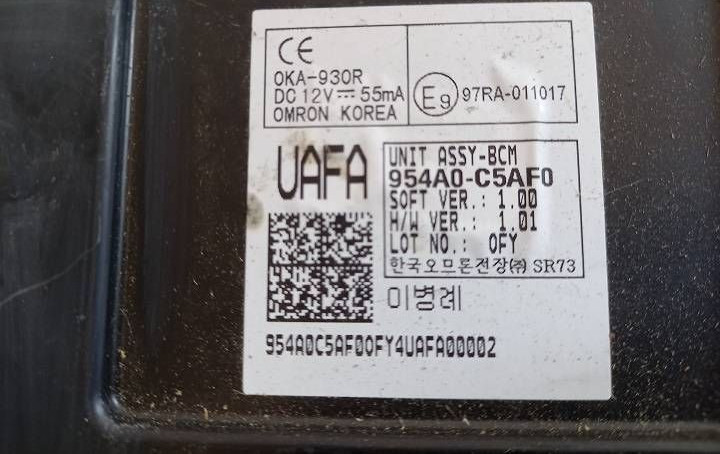 CE
OKA-930R
DC 12V⎓ 55mA
OMRON KOREA
E9 97RA-011017
UAFA
UNIT ASSY-BCM
954A0-C5AF0
SOFT VER.: 1.00
H/W VER.: 1.01
LOT NO.: 0FY
한국오므론전장㈜ SR73
이병례
954A0C5AF00FY4UAFA00002